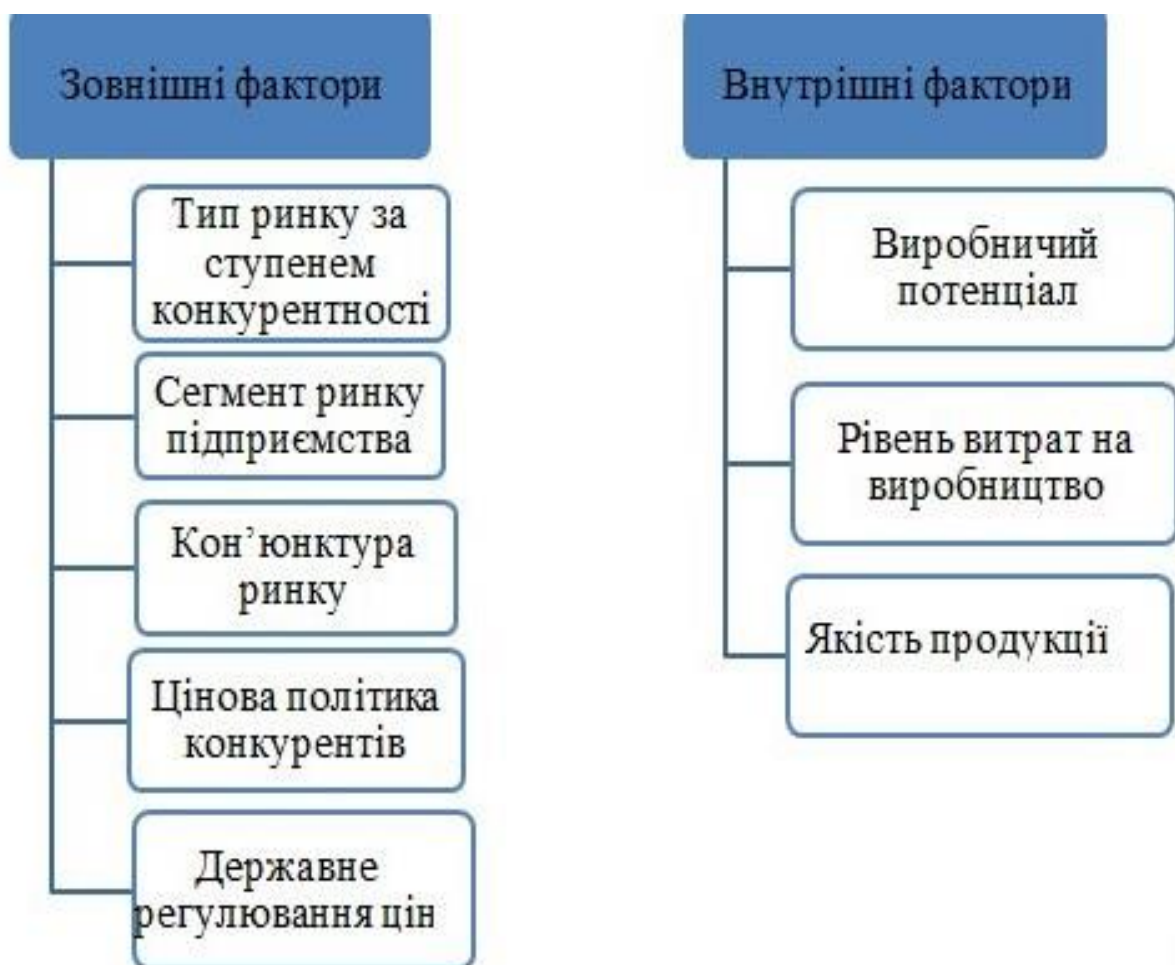 Зовнішні фактори
Тип ринку за
ступенем
конкурентності
Сегмент ринку
підприємства
Кон’юнктура
ринку
Цінова політика
конкурентів
Державне
регулювання цін
Внутрішні фактори
Виробничий
потенціал
Рівень витрат на
виробництво
Якість продукції